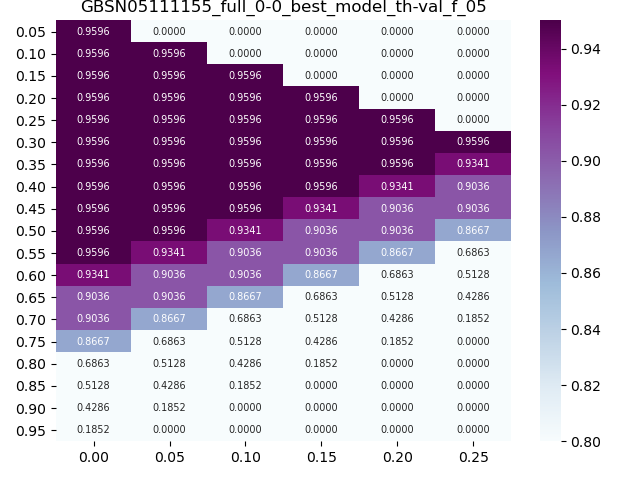 GBSN05111155_full_0-0_best_model_th-val_f_05
0.05 0.9596 0.0000 0.0000 0.0000 0.0000 0.0000
0.10 0.9596 0.9596 0.0000 0.0000 0.0000 0.0000
0.15 0.9596 0.9596 0.9596 0.0000 0.0000 0.0000
0.20 0.9596 0.9596 0.9596 0.9596 0.0000 0.0000
0.25 0.9596 0.9596 0.9596 0.9596 0.9596 0.0000
0.30 0.9596 0.9596 0.9596 0.9596 0.9596 0.9596
0.35 0.9596 0.9596 0.9596 0.9596 0.9596 0.9341
0.40 0.9596 0.9596 0.9596 0.9596 0.9341 0.9036
0.45 0.9596 0.9596 0.9596 0.9341 0.9036 0.9036
0.50 0.9596 0.9596 0.9341 0.9036 0.9036 0.8667
0.55 0.9596 0.9341 0.9036 0.9036 0.8667 0.6863
0.60 0.9341 0.9036 0.9036 0.8667 0.6863 0.5128
0.65 0.9036 0.9036 0.8667 0.6863 0.5128 0.4286
0.70 0.9036 0.8667 0.6863 0.5128 0.4286 0.1852
0.75 0.8667 0.6863 0.5128 0.4286 0.1852 0.0000
0.80 0.6863 0.5128 0.4286 0.1852 0.0000 0.0000
0.85 0.5128 0.4286 0.1852 0.0000 0.0000 0.0000
0.90 0.4286 0.1852 0.0000 0.0000 0.0000 0.0000
0.95 0.1852 0.0000 0.0000 0.0000 0.0000 0.0000
0.00 0.05 0.10 0.15 0.20 0.25
0.94
0.92
0.90
0.88
0.86
0.84
0.82
0.80